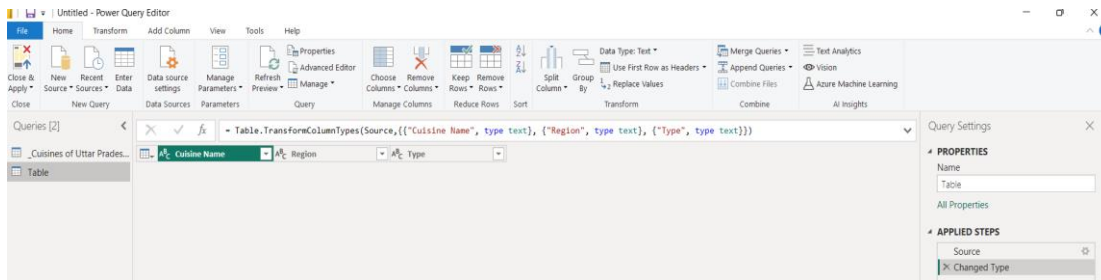 Untitled - Power Query Editor
File Home Transform Add Column View Tools Help
Close & Apply
New Source
Recent Sources
Enter Data
Data source settings
Manage Parameters
Refresh Preview
Properties
Advanced Editor
Manage
Choose Columns
Remove Columns
Keep Rows
Remove Rows
Split Column
Group By
Data Type: Text
Use First Row as Headers
Replace Values
Merge Queries
Append Queries
Combine Files
Text Analytics
Vision
Azure Machine Learning
Close New Query Data Sources Parameters Query Manage Columns Reduce Rows Sort Transform Combine AI Insights
Queries [2]
_Cuisines of Uttar Prades...
Table
fx = Table.TransformColumnTypes(Source,{{"Cuisine Name", type text}, {"Region", type text}, {"Type", type text}})
ABC Cuisine Name ABC Region ABC Type
Query Settings
PROPERTIES
Name
Table
All Properties
APPLIED STEPS
Source
Changed Type